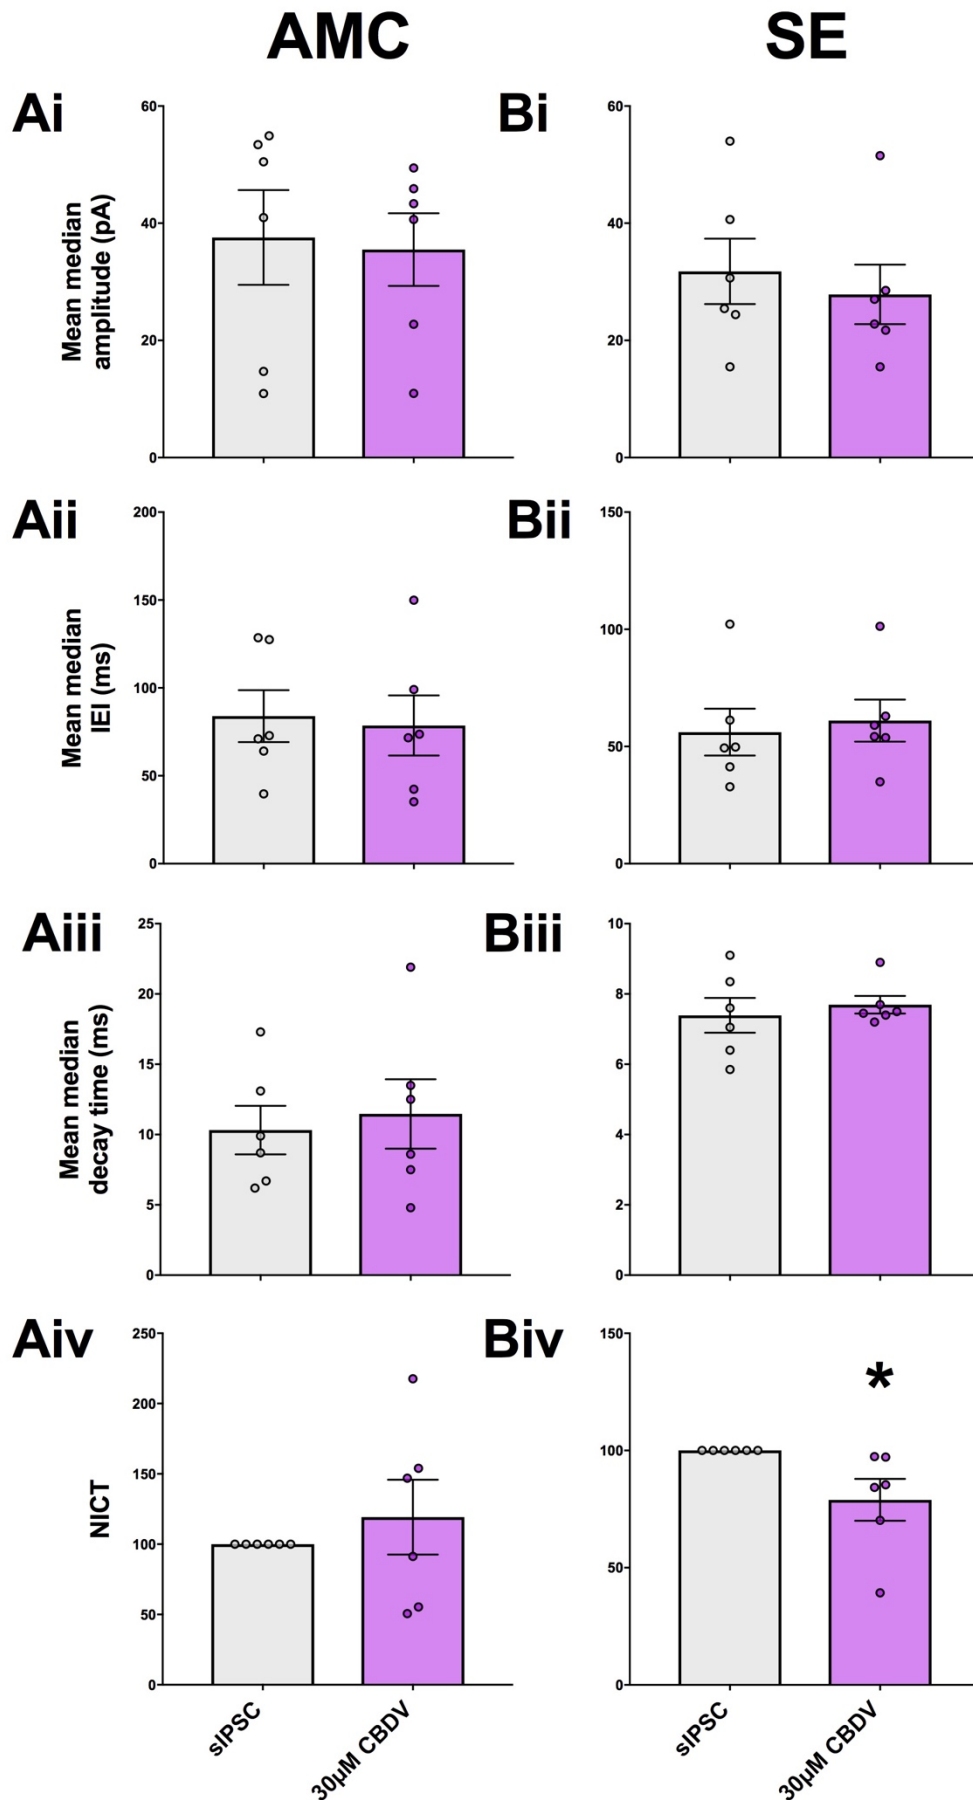 AMC
SE
Ai
Mean median
amplitude (pA)
60
40
20
0
Bi
60
40
20
0
Aii
Mean median
IEI (ms)
200
150
100
50
0
Bii
150
100
50
0
Aiii
Mean median
decay time (ms)
25
20
15
10
5
0
Biii
10
8
6
4
2
0
Aiv
NICT
250
200
150
100
50
0
sIPSC
30µM CBDV
Biv
150
100
50
0
*
sIPSC
30µM CBDV